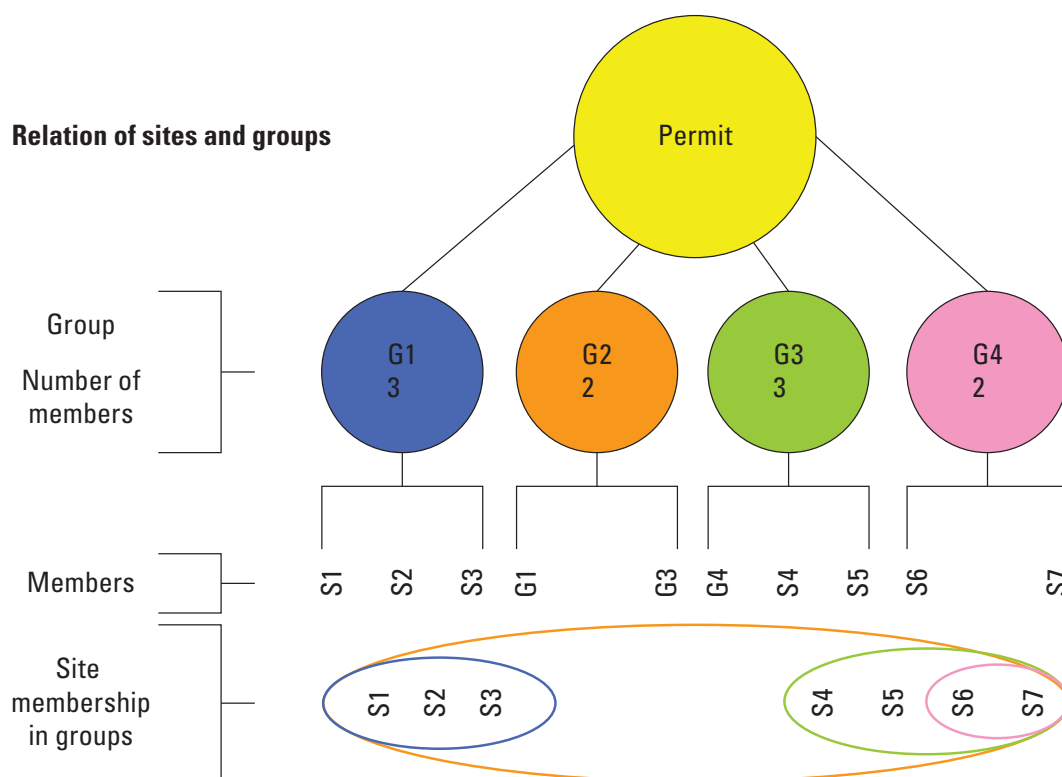 Permit
Relation of sites and groups
Group
Number of
members
G1
3
G2
2
G3
3
G4
2
Members
S1
S2
S3
G1
G3
G4
S4
S5
S6
S7
Site
membership
in groups
S1
S2
S3
S4
S5
S6
S7